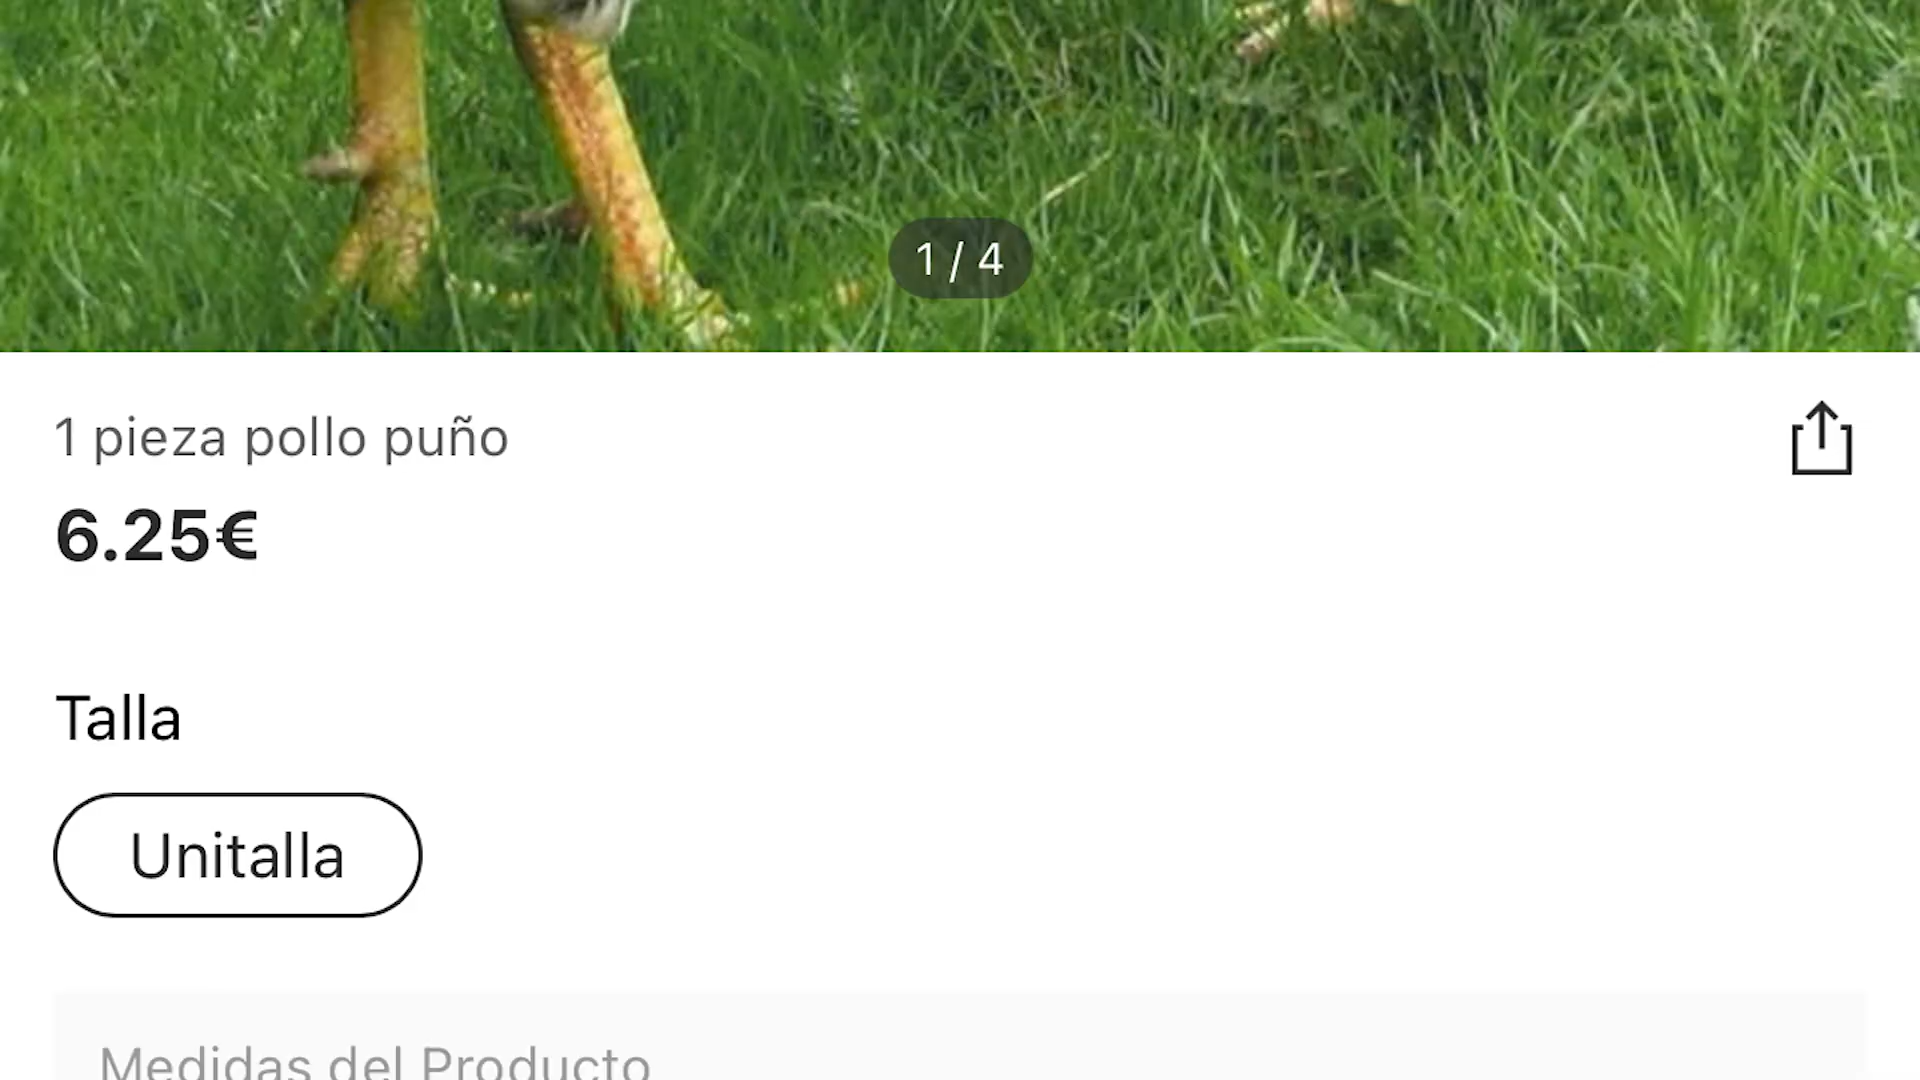 1 / 4
1 pieza pollo puño
6.25€
Talla
Unitalla
Medidas del Producto